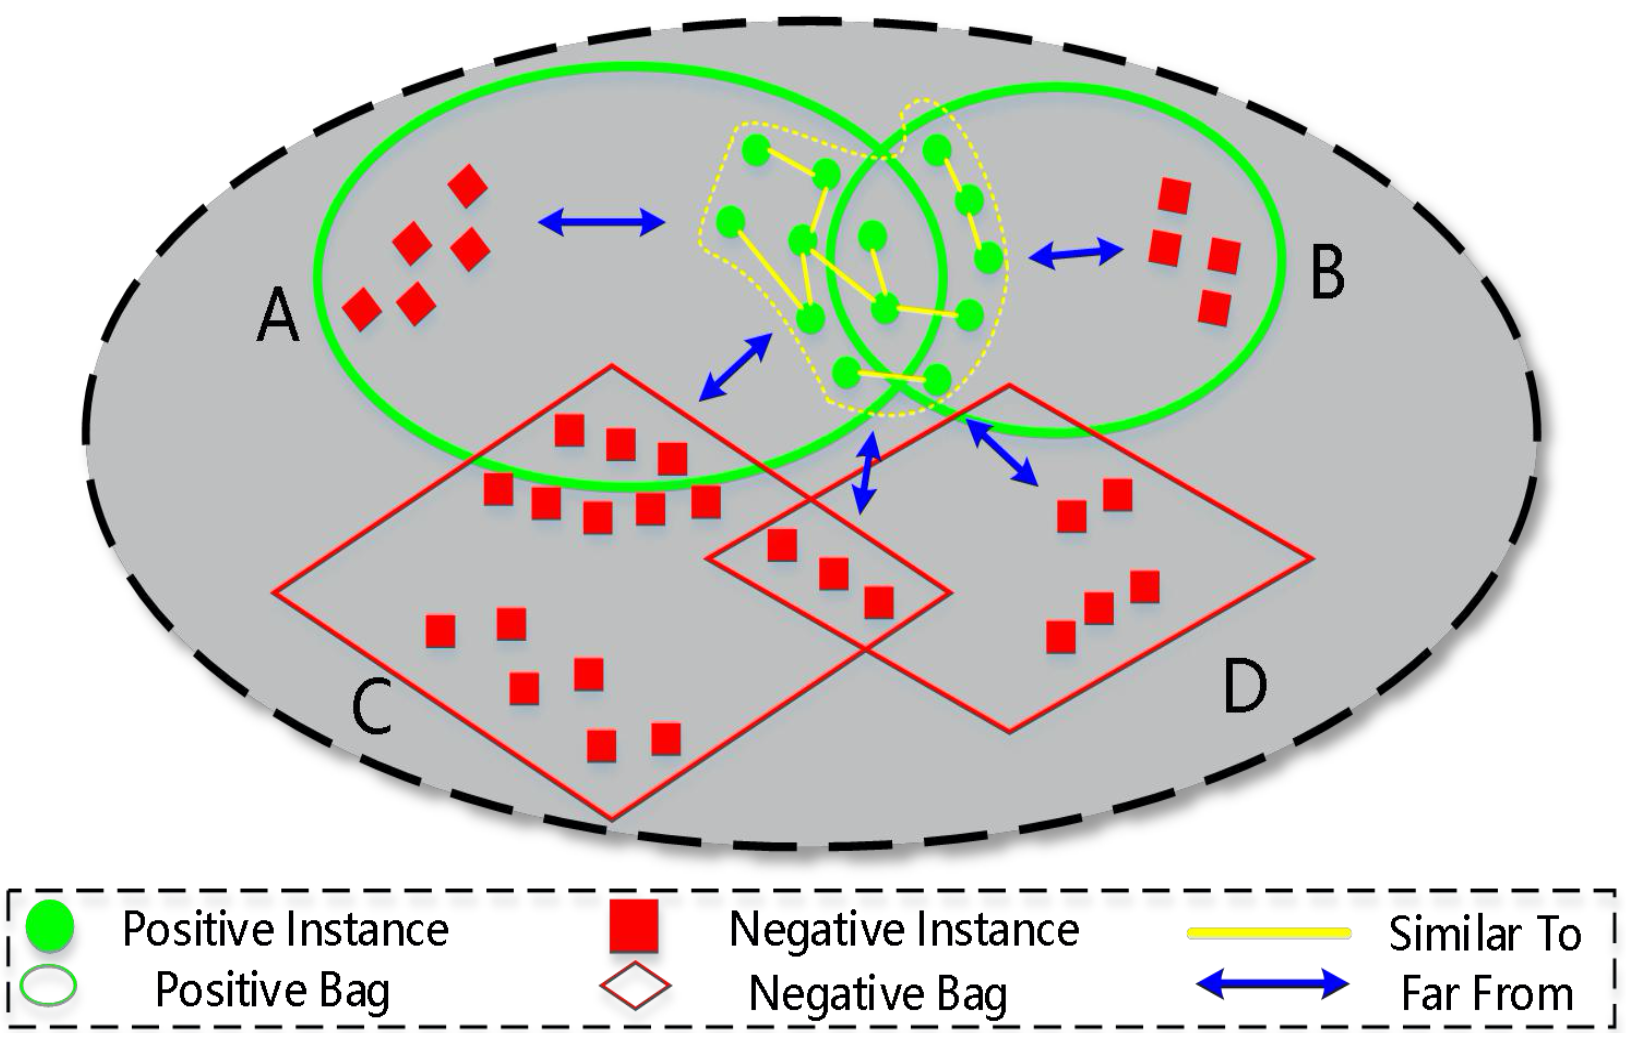 A
B
C
D
Positive Instance
Negative Instance
Similar To
Positive Bag
Negative Bag
Far From